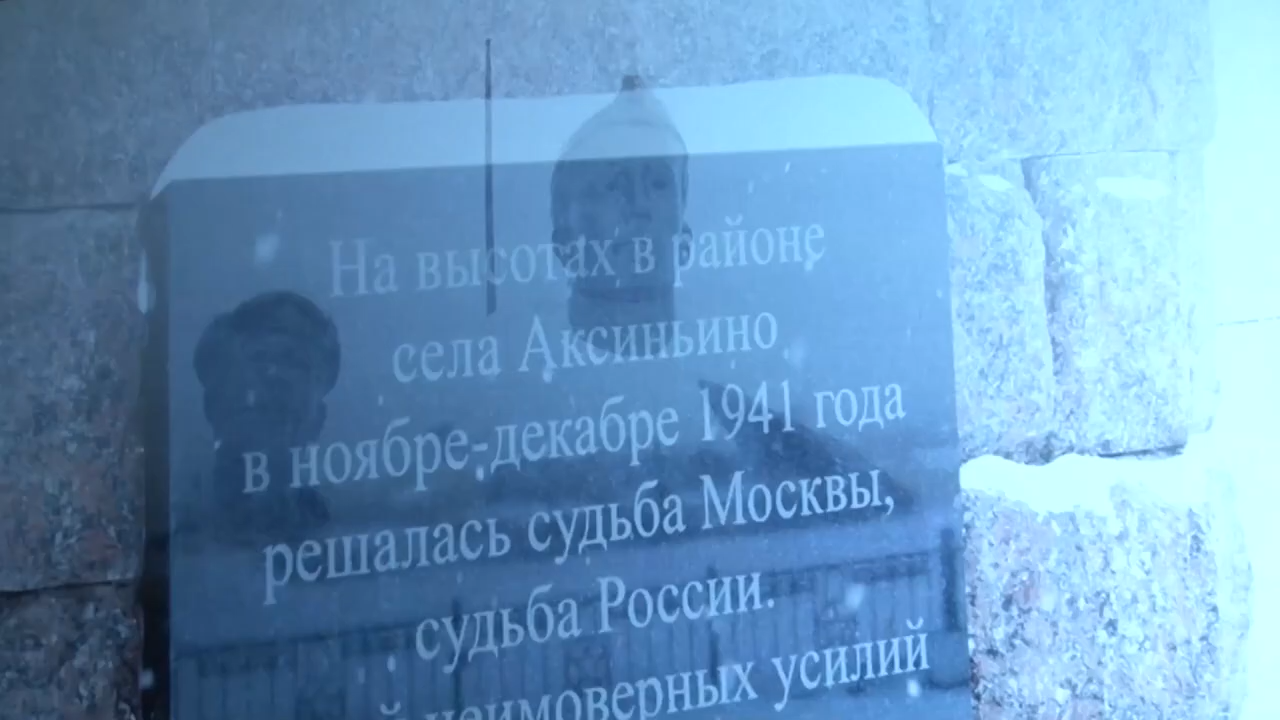 На высотах в районе
села Аксиньино
в ноябре-декабре 1941 года
решалась судьба Москвы,
судьба России.
неимоверных усилий